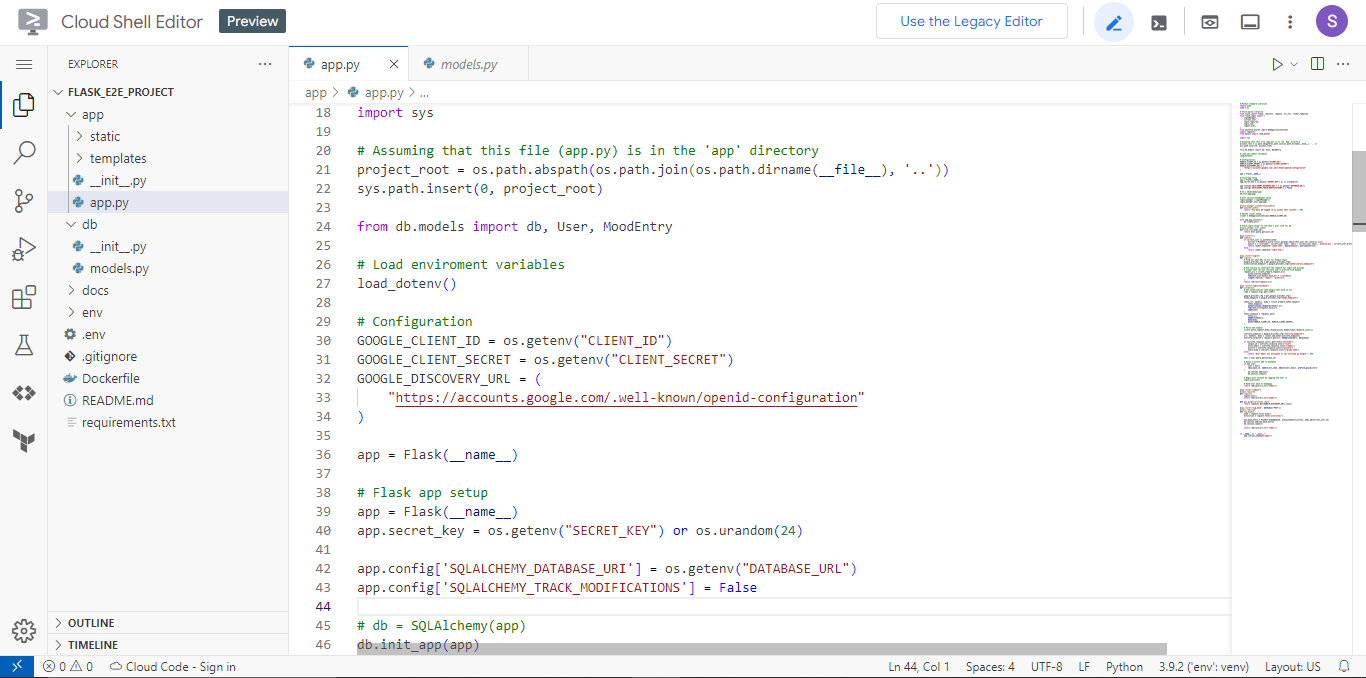 Cloud Shell Editor Preview Use the Legacy Editor S
EXPLORER ...
FLASK_E2E_PROJECT
app
static
templates
__init__.py
app.py
db
__init__.py
models.py
docs
env
.env
.gitignore
Dockerfile
README.md
requirements.txt
OUTLINE
TIMELINE
app.py models.py
app > app.py > ...
18 import sys
19
20 # Assuming that this file (app.py) is in the 'app' directory
21 project_root = os.path.abspath(os.path.join(os.path.dirname(__file__), '..'))
22 sys.path.insert(0, project_root)
23
24 from db.models import db, User, MoodEntry
25
26 # Load enviroment variables
27 load_dotenv()
28
29 # Configuration
30 GOOGLE_CLIENT_ID = os.getenv("CLIENT_ID")
31 GOOGLE_CLIENT_SECRET = os.getenv("CLIENT_SECRET")
32 GOOGLE_DISCOVERY_URL = (
33 "https://accounts.google.com/.well-known/openid-configuration"
34 )
35
36 app = Flask(__name__)
37
38 # Flask app setup
39 app = Flask(__name__)
40 app.secret_key = os.getenv("SECRET_KEY") or os.urandom(24)
41
42 app.config['SQLALCHEMY_DATABASE_URI'] = os.getenv("DATABASE_URL")
43 app.config['SQLALCHEMY_TRACK_MODIFICATIONS'] = False
44
45 # db = SQLAlchemy(app)
46 db.init_app(app)
0 0 Cloud Code - Sign in Ln 44, Col 1 Spaces: 4 UTF-8 LF Python 3.9.2 ('env': venv) Layout: US